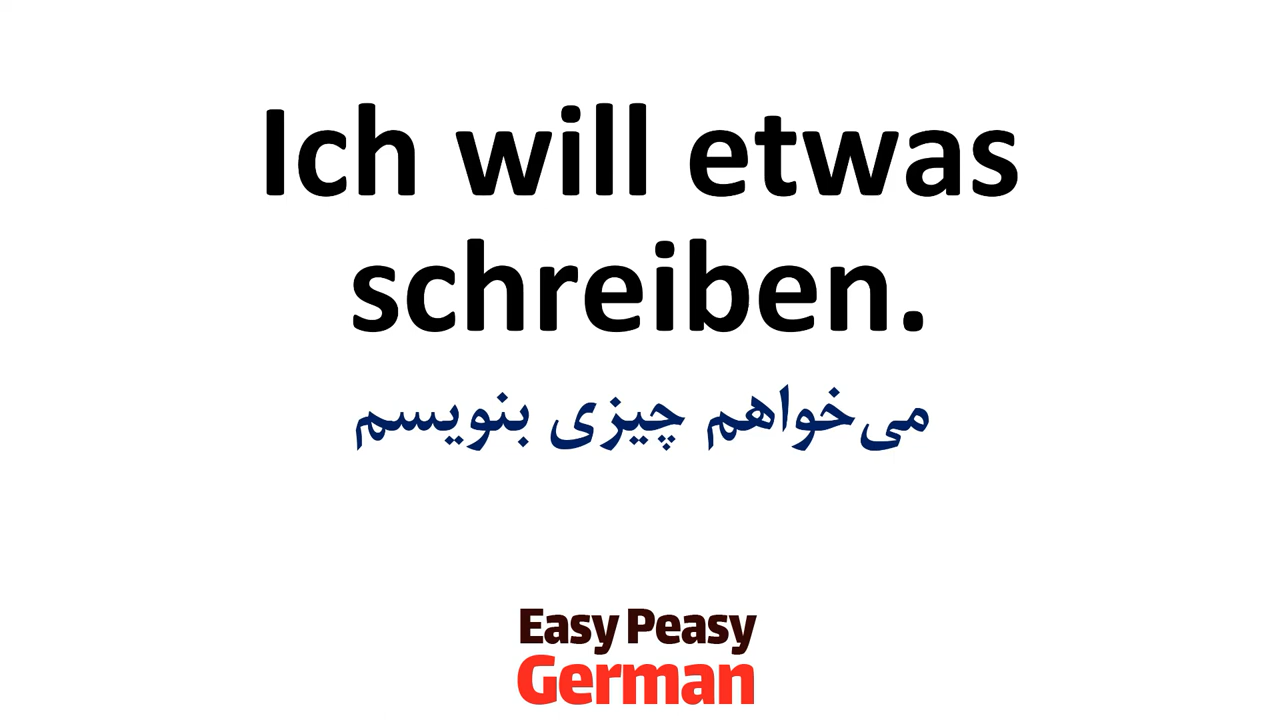 Ich will etwas
schreiben.
می‌خواهم چیزی بنویسم
Easy Peasy
German